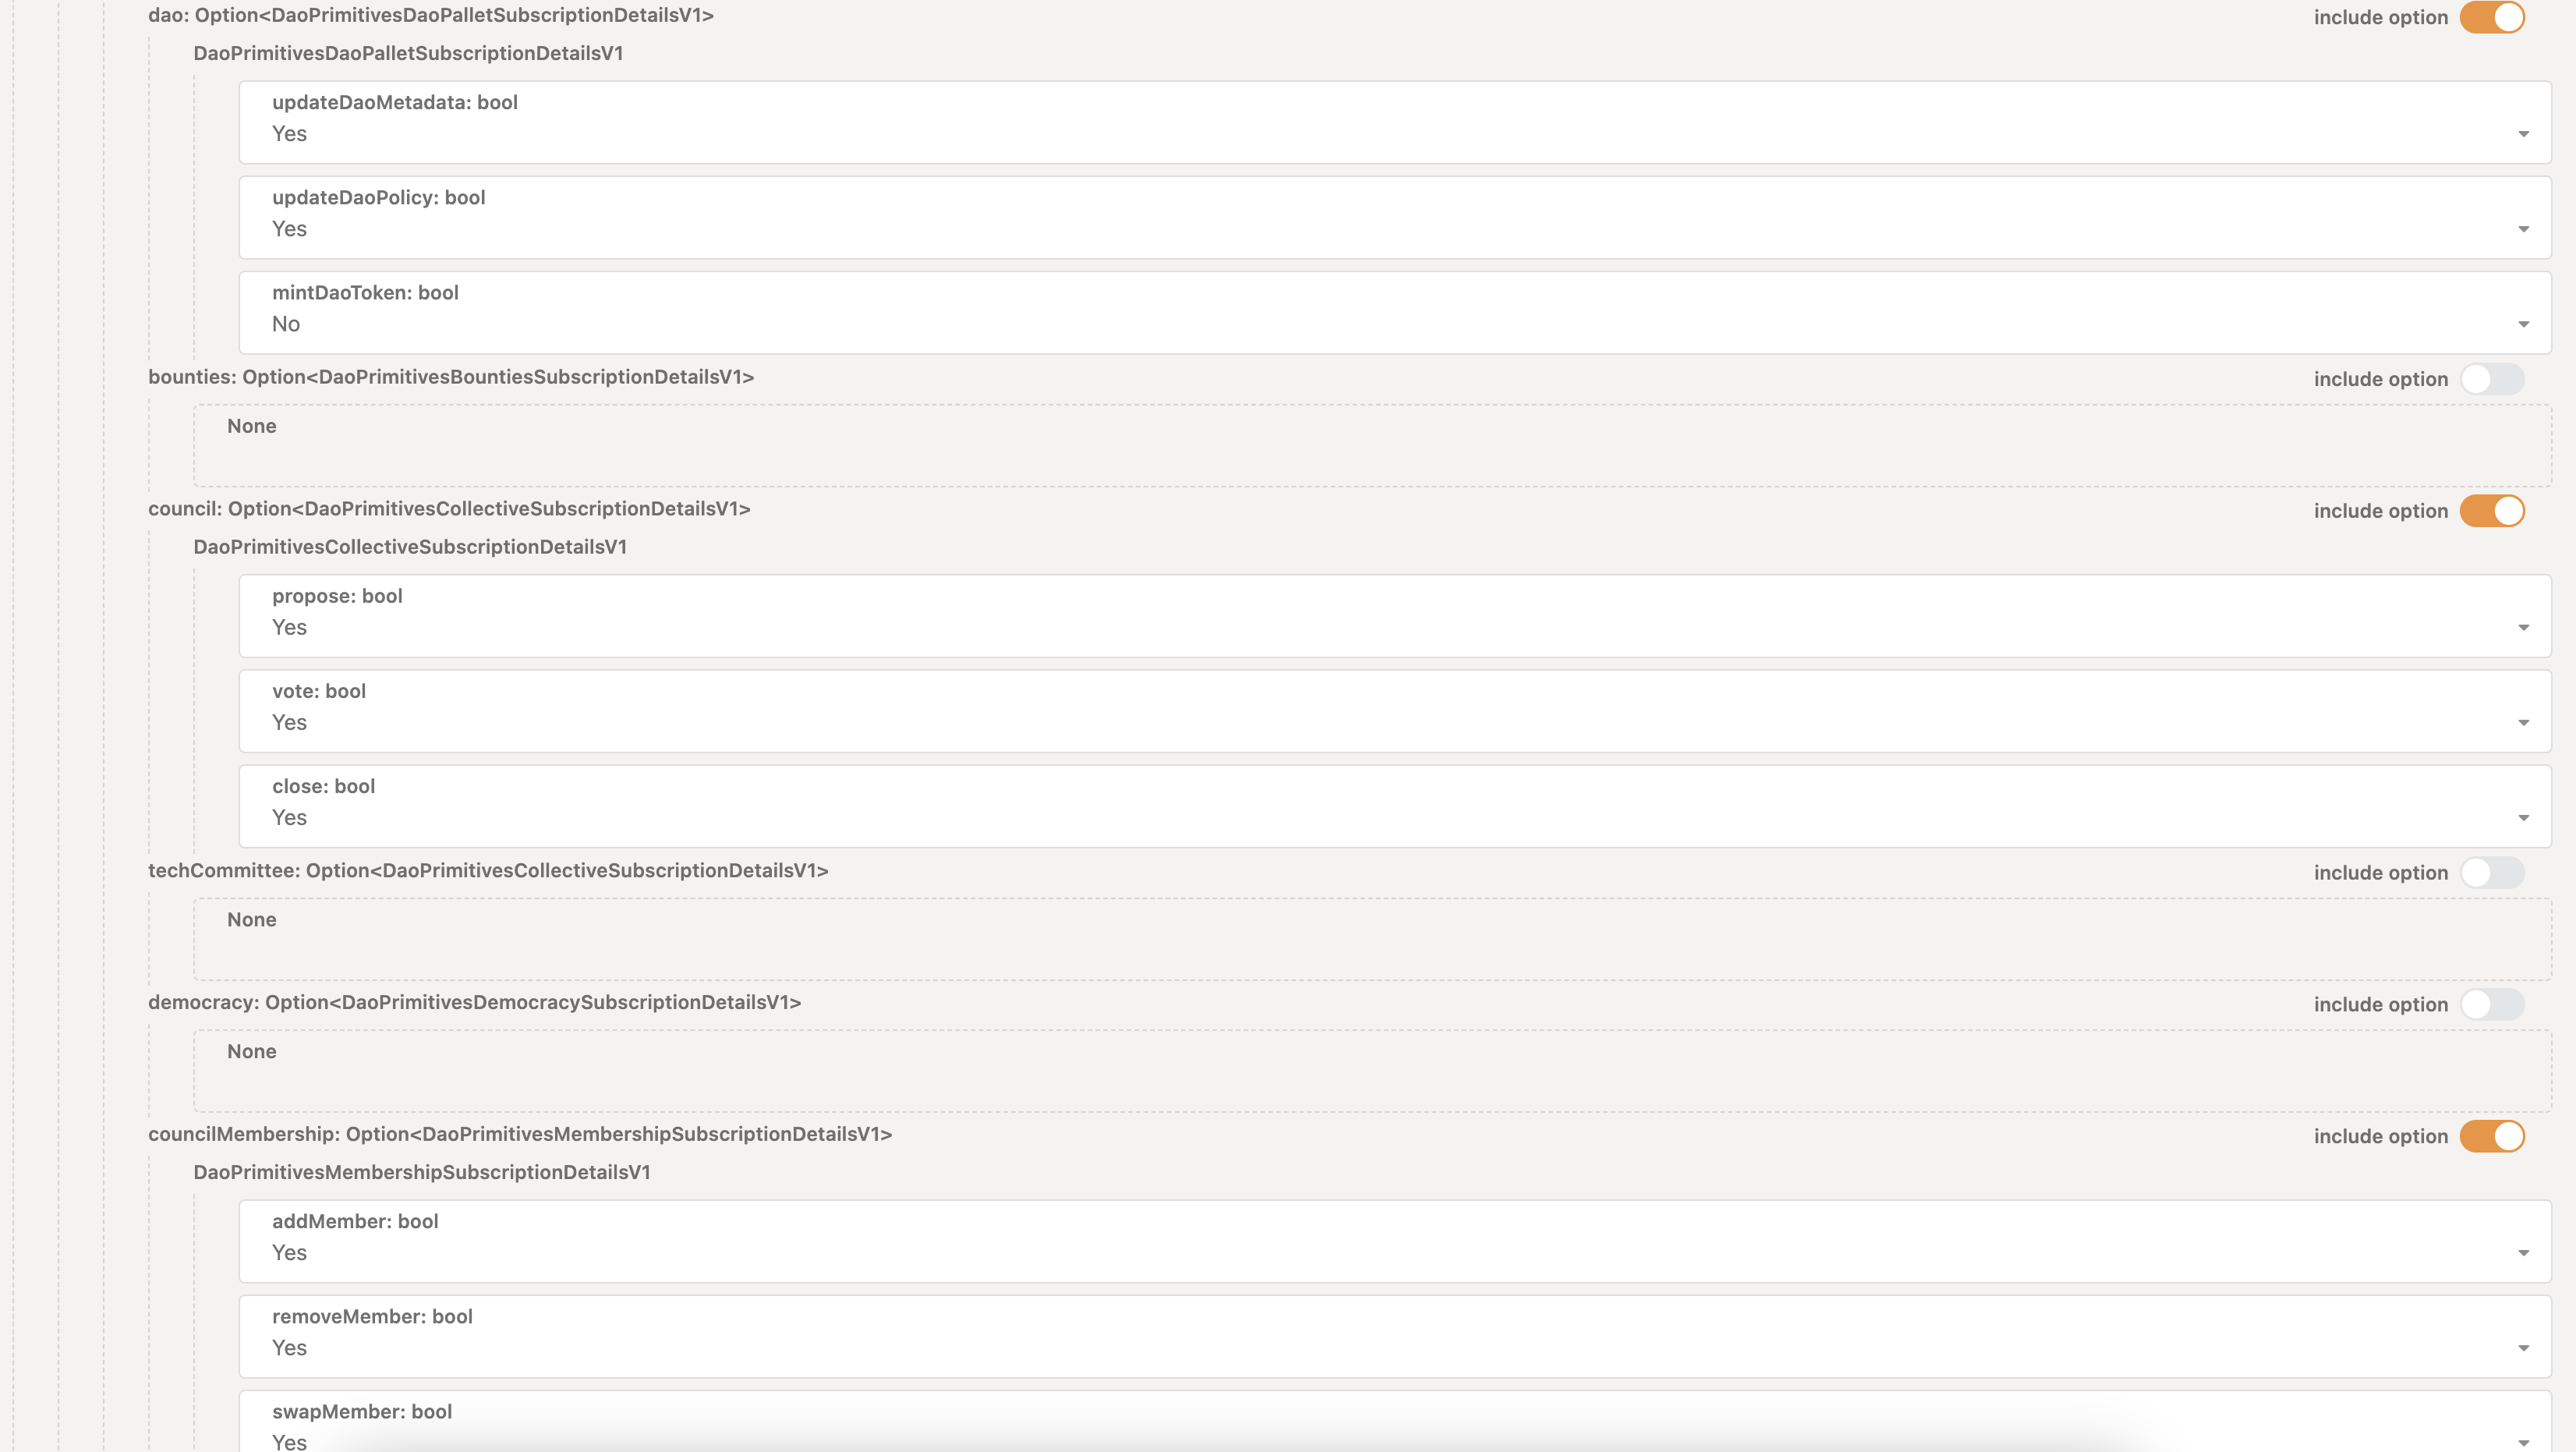 dao: Option<DaoPrimitivesDaoPalletSubscriptionDetailsV1>
include option
DaoPrimitivesDaoPalletSubscriptionDetailsV1
updateDaoMetadata: bool
Yes
updateDaoPolicy: bool
Yes
mintDaoToken: bool
No
bounties: Option<DaoPrimitivesBountiesSubscriptionDetailsV1>
include option
None
council: Option<DaoPrimitivesCollectiveSubscriptionDetailsV1>
include option
DaoPrimitivesCollectiveSubscriptionDetailsV1
propose: bool
Yes
vote: bool
Yes
close: bool
Yes
techCommittee: Option<DaoPrimitivesCollectiveSubscriptionDetailsV1>
include option
None
democracy: Option<DaoPrimitivesDemocracySubscriptionDetailsV1>
include option
None
councilMembership: Option<DaoPrimitivesMembershipSubscriptionDetailsV1>
include option
DaoPrimitivesMembershipSubscriptionDetailsV1
addMember: bool
Yes
removeMember: bool
Yes
swapMember: bool
Yes